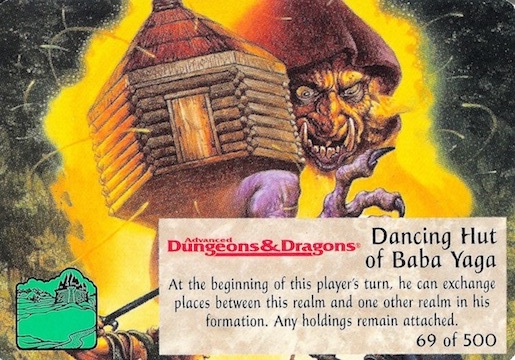 Advanced
Dungeons & Dragons®
Dancing Hut
of Baba Yaga
At the beginning of this player's turn, he can exchange
places between this realm and one other realm in his
formation. Any holdings remain attached.
69 of 500